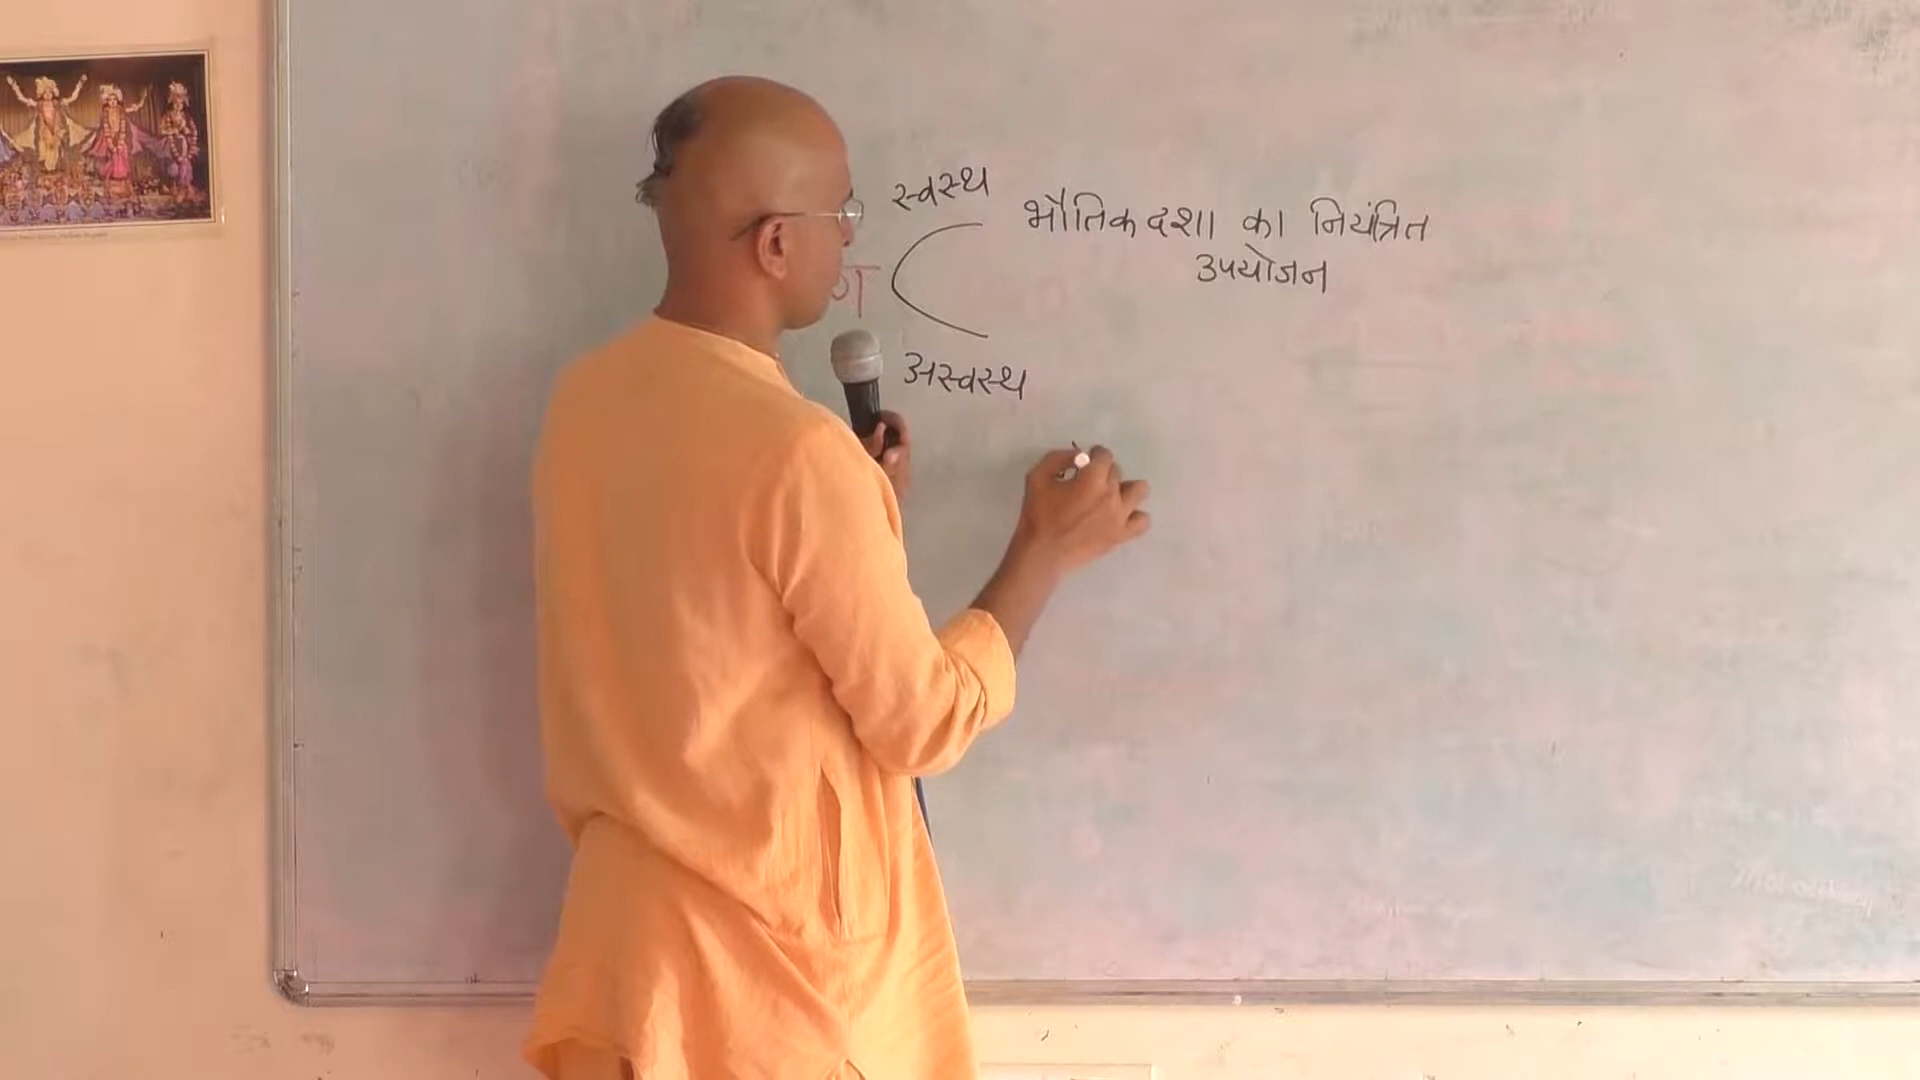 स्वस्थ
भौतिक दशा का नियंत्रित
उपयोजन
अस्वस्थ